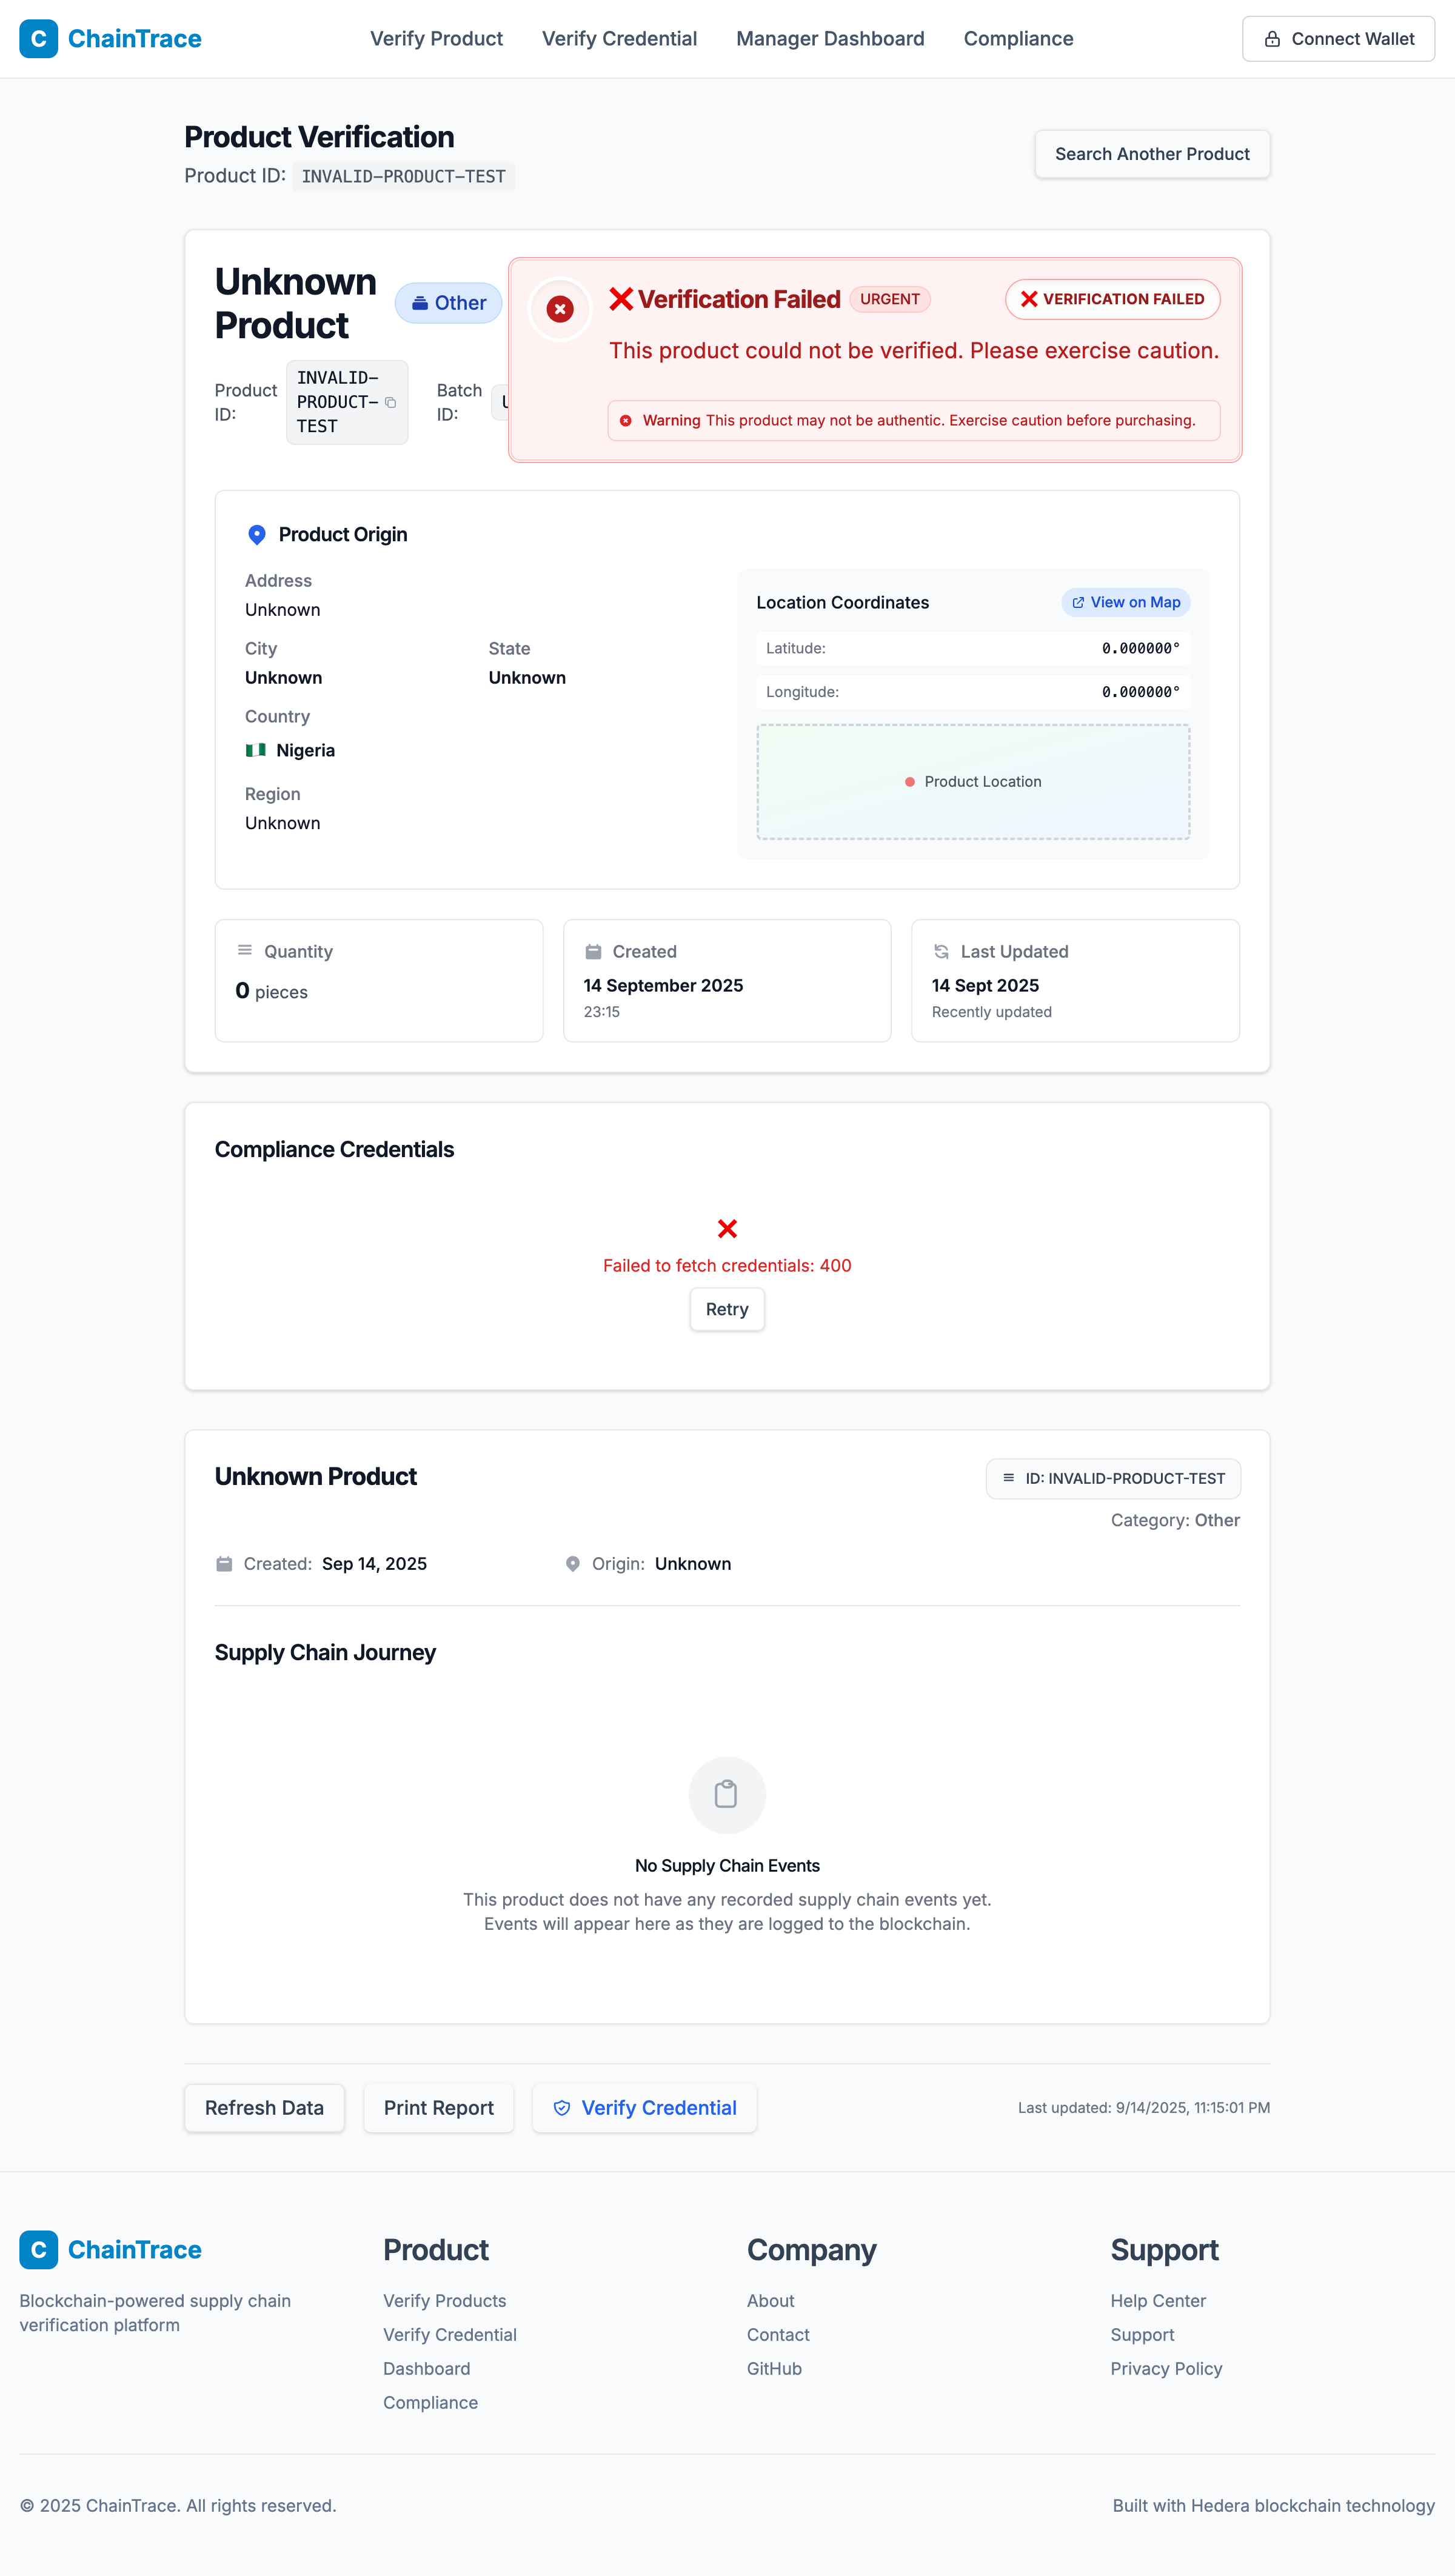 C ChainTrace
Verify Product
Verify Credential
Manager Dashboard
Compliance
Connect Wallet
Product Verification
Product ID: INVALID-PRODUCT-TEST
Search Another Product
Unknown
Product
Other
Product
ID:
INVALID-
PRODUCT-
TEST
Batch
ID:
❌ Verification Failed
URGENT
❌ VERIFICATION FAILED
This product could not be verified. Please exercise caution.
Warning This product may not be authentic. Exercise caution before purchasing.
Product Origin
Address
Unknown
City
Unknown
State
Unknown
Country
🇳🇬 Nigeria
Region
Unknown
Location Coordinates
View on Map
Latitude: 0.000000°
Longitude: 0.000000°
Product Location
Quantity
0 pieces
Created
14 September 2025
23:15
Last Updated
14 Sept 2025
Recently updated
Compliance Credentials
Failed to fetch credentials: 400
Retry
Unknown Product
ID: INVALID-PRODUCT-TEST
Category: Other
Created: Sep 14, 2025
Origin: Unknown
Supply Chain Journey
No Supply Chain Events
This product does not have any recorded supply chain events yet.
Events will appear here as they are logged to the blockchain.
Refresh Data
Print Report
Verify Credential
Last updated: 9/14/2025, 11:15:01 PM
C ChainTrace
Blockchain-powered supply chain
verification platform
Product
Verify Products
Verify Credential
Dashboard
Compliance
Company
About
Contact
GitHub
Support
Help Center
Support
Privacy Policy
© 2025 ChainTrace. All rights reserved.
Built with Hedera blockchain technology